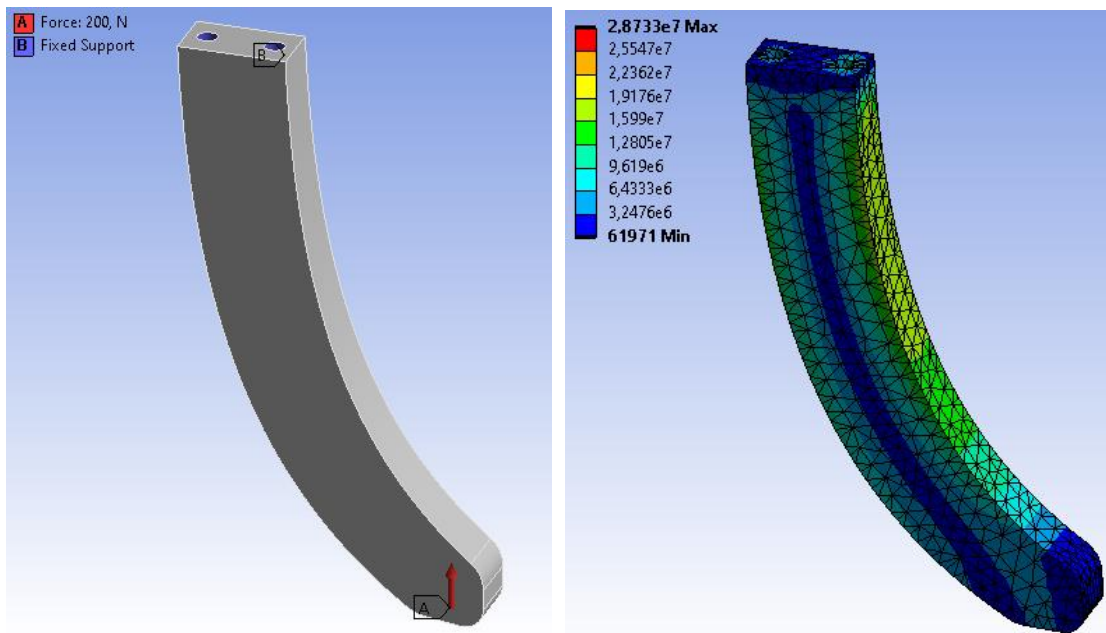 A Force: 200, N
B Fixed Support
B
A
2,8733e7 Max
2,5547e7
2,2362e7
1,9176e7
1,599e7
1,2805e7
9,619e6
6,4333e6
3,2476e6
61971 Min